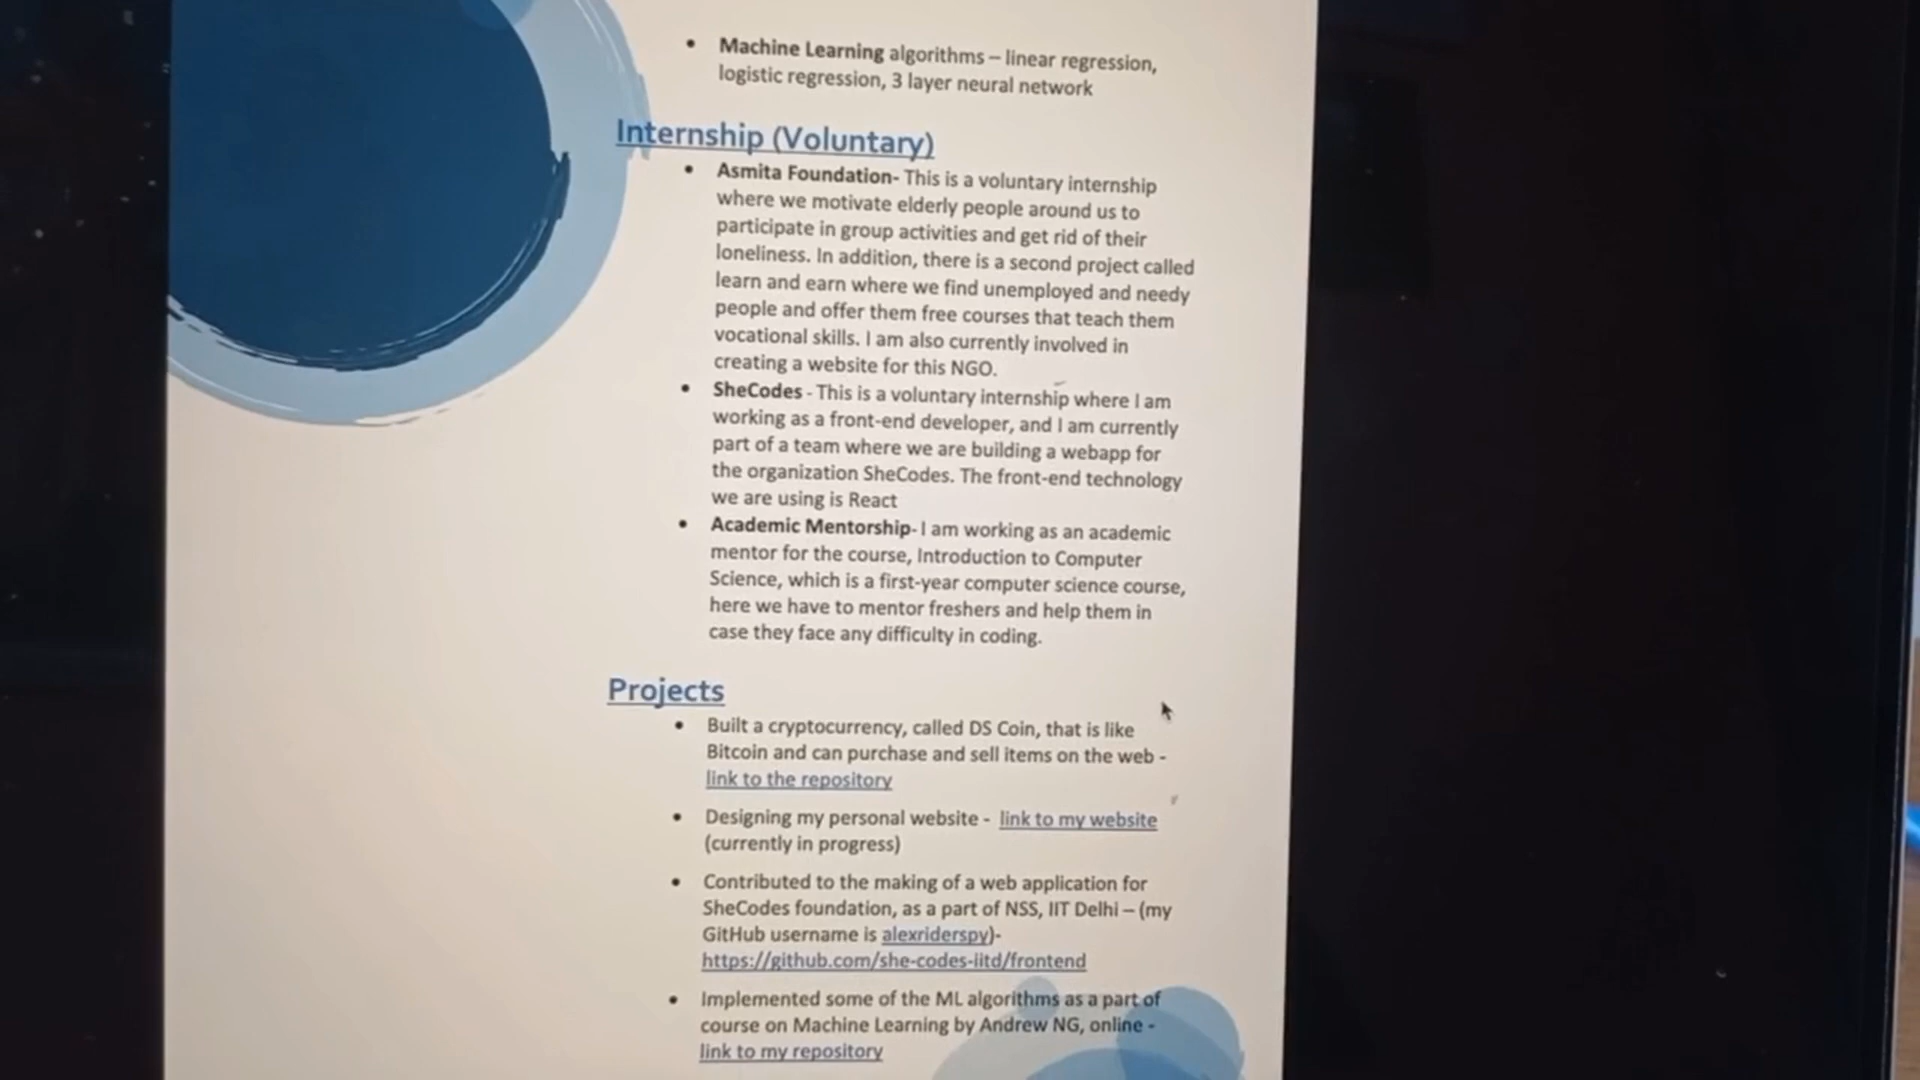 • Machine Learning algorithms – linear regression,
logistic regression, 3 layer neural network
Internship (Voluntary)
• Asmita Foundation- This is a voluntary internship
where we motivate elderly people around us to
participate in group activities and get rid of their
loneliness. In addition, there is a second project called
learn and earn where we find unemployed and needy
people and offer them free courses that teach them
vocational skills. I am also currently involved in
creating a website for this NGO.
• SheCodes - This is a voluntary internship where I am
working as a front-end developer, and I am currently
part of a team where we are building a webapp for
the organization SheCodes. The front-end technology
we are using is React
• Academic Mentorship- I am working as an academic
mentor for the course, Introduction to Computer
Science, which is a first-year computer science course,
here we have to mentor freshers and help them in
case they face any difficulty in coding.
Projects
• Built a cryptocurrency, called DS Coin, that is like
Bitcoin and can purchase and sell items on the web -
link to the repository
• Designing my personal website - link to my website
(currently in progress)
• Contributed to the making of a web application for
SheCodes foundation, as a part of NSS, IIT Delhi – (my
GitHub username is alexriderspy)-
https://github.com/she-codes-iitd/frontend
• Implemented some of the ML algorithms as a part of
course on Machine Learning by Andrew NG, online -
link to my repository